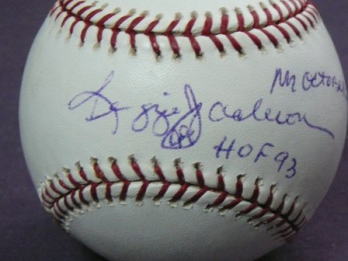 Mr October
Reggie Jackson
44
HOF 93